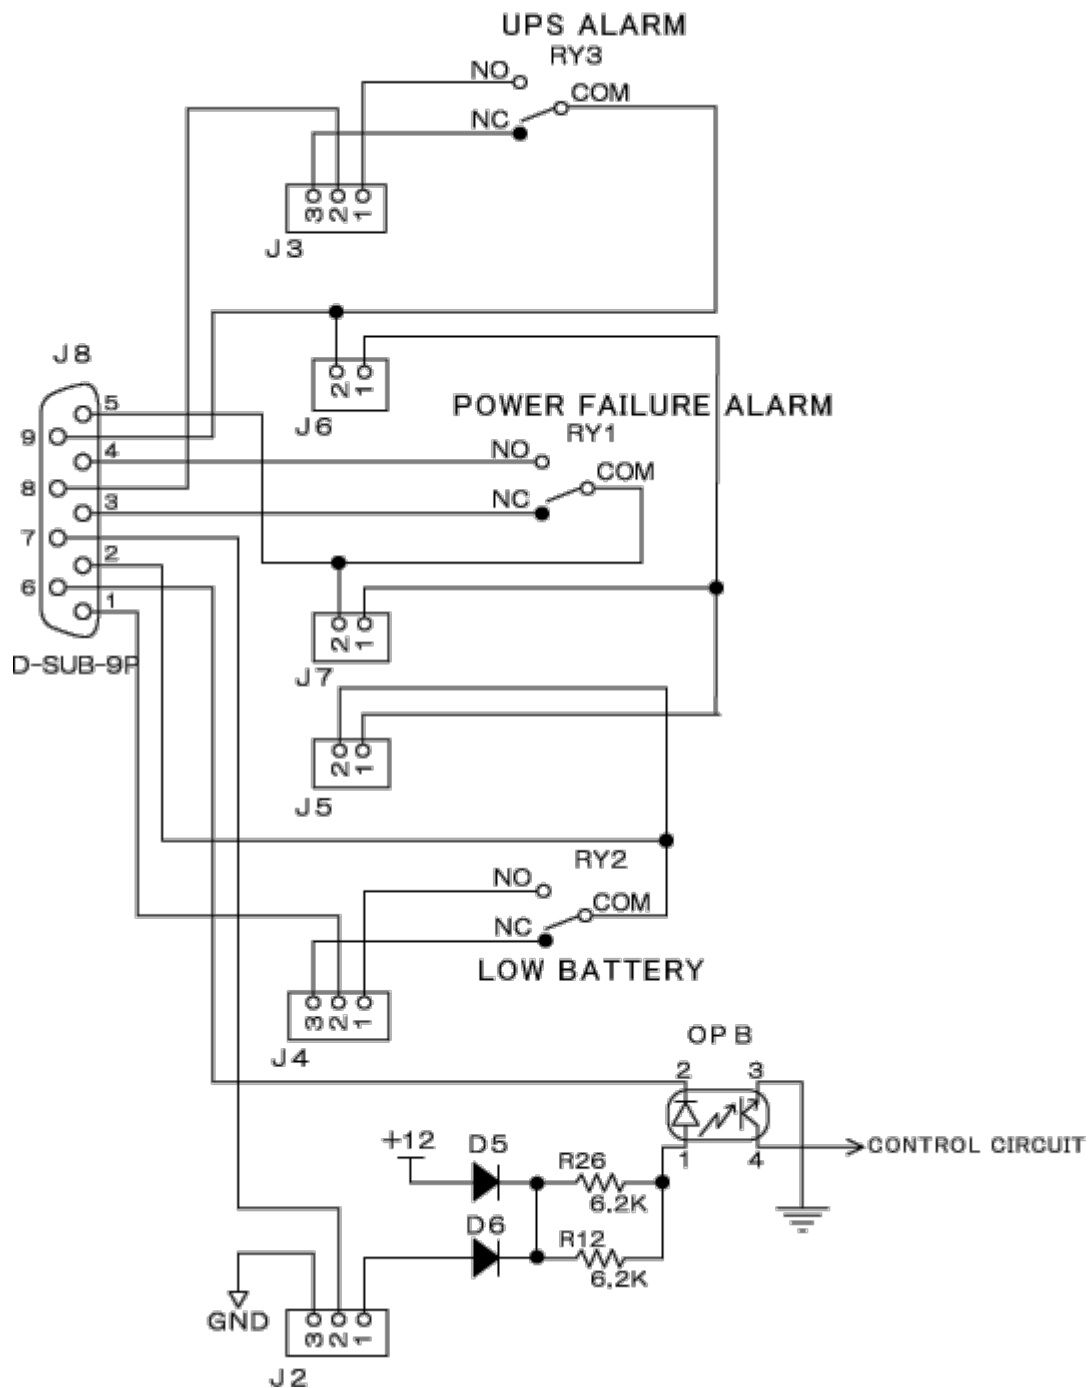 UPS ALARM
RY3
NO
COM
NC
3 2 1
J3
J8
5
9
4
8
3
7
2
6
1
D-SUB-9P
2 1
J6
POWER FAILURE ALARM
RY1
NO
COM
NC
2 1
J7
2 1
J5
RY2
NO
COM
NC
LOW BATTERY
3 2 1
J4
OP B
2 3
1 4
CONTROL CIRCUIT
+12
D5
R26
6.2K
D6
R12
6.2K
GND
3 2 1
J2